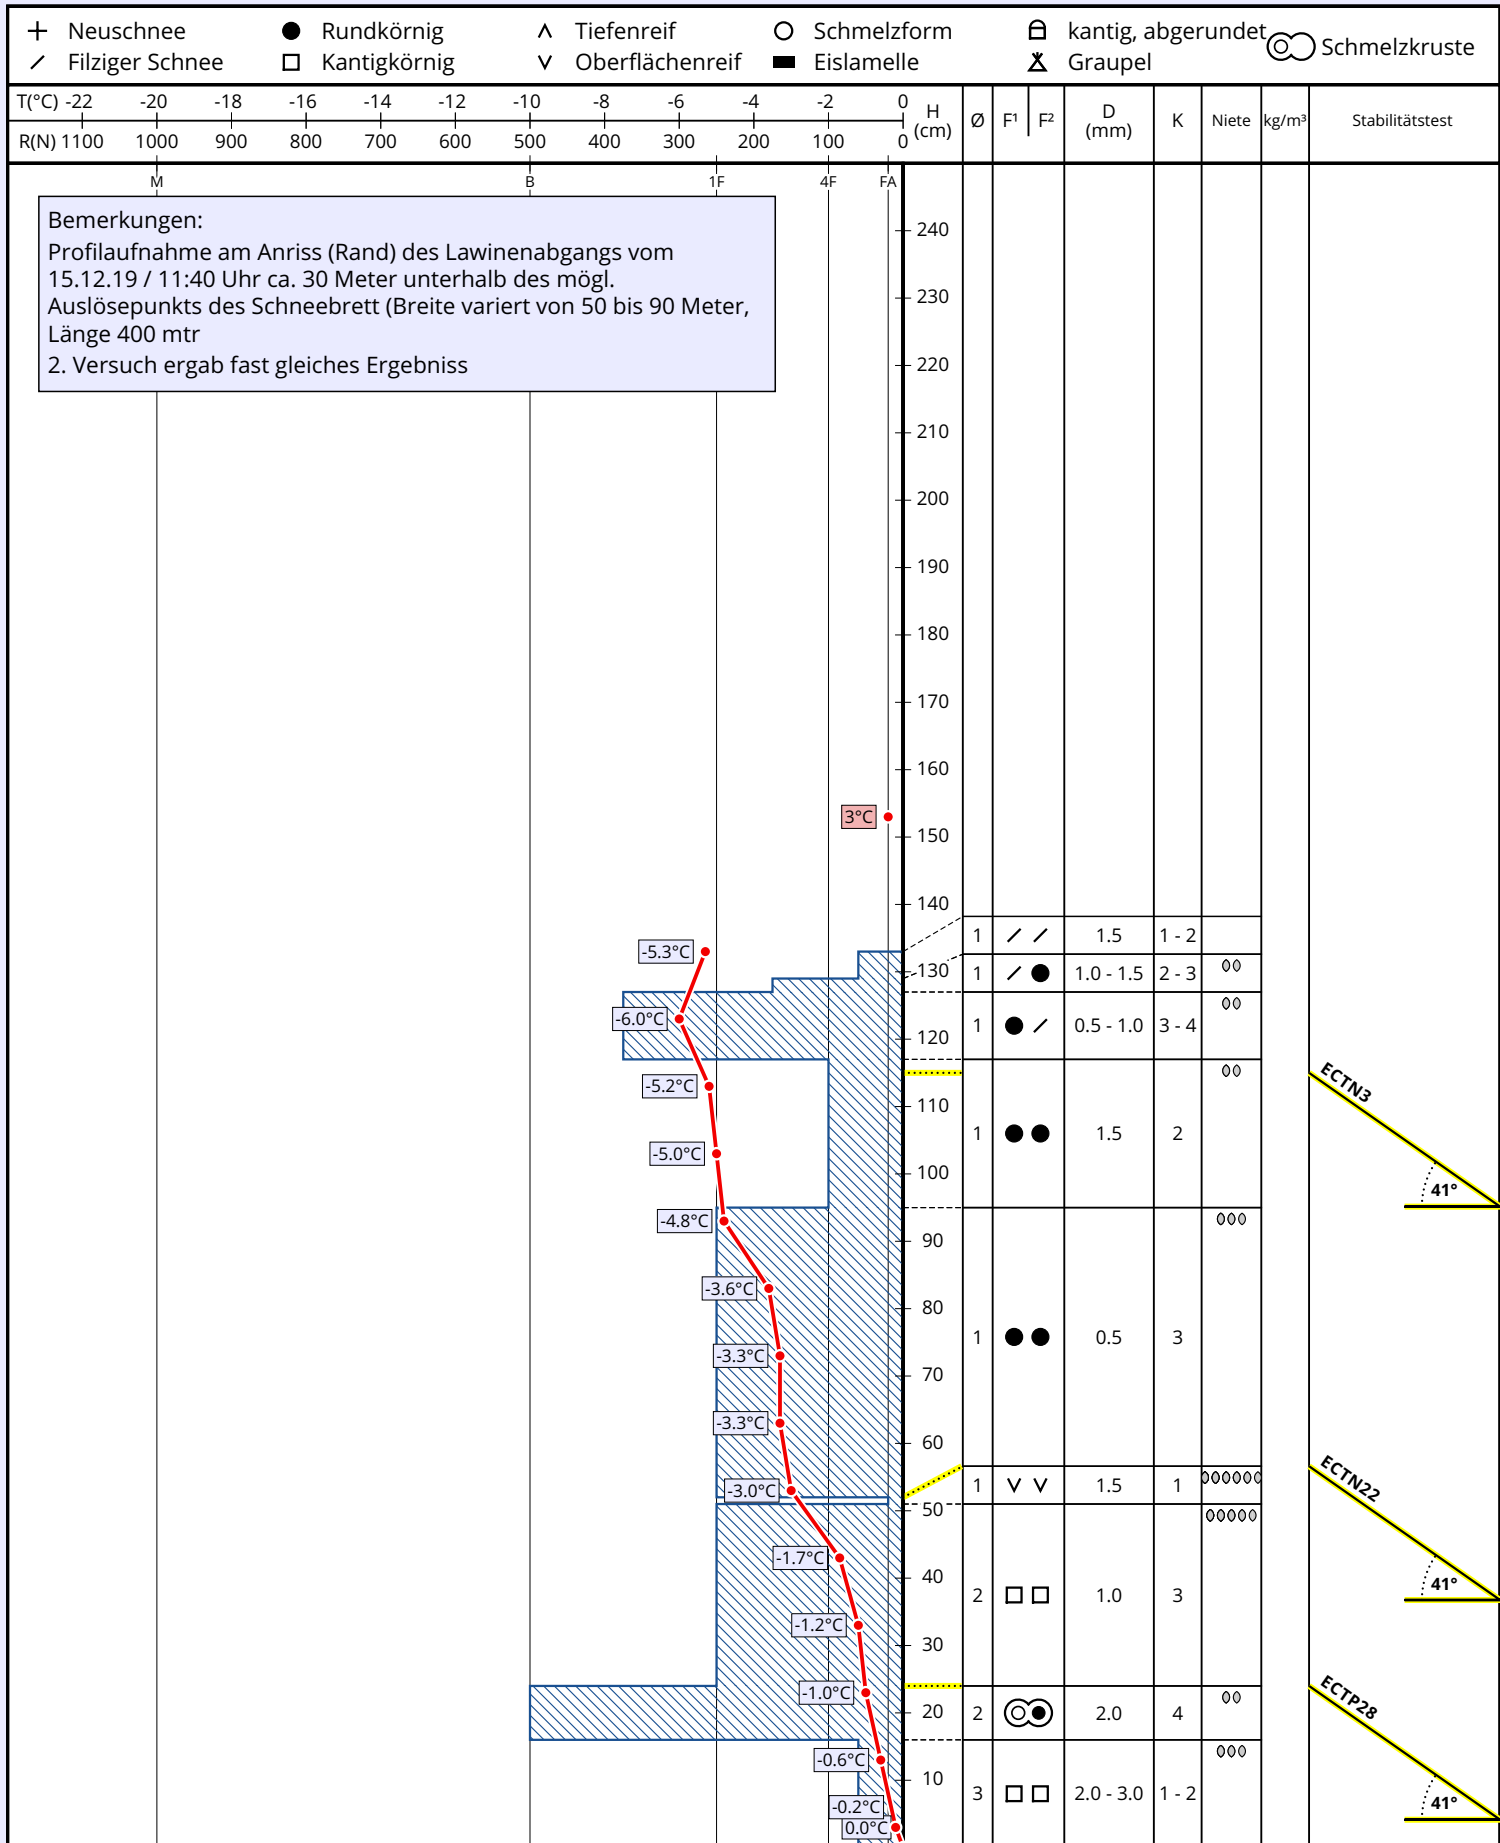 Neuschnee Rundkörnig Tiefenreif Schmelzform kantig, abgerundet Schmelzkruste
Filziger Schnee Kantigkörnig Oberflächenreif Eislamelle Graupel
T(°C) -22 -20 -18 -16 -14 -12 -10 -8 -6 -4 -2 0
R(N) 1100 1000 900 800 700 600 500 400 300 200 100 0
H (cm) Ø F¹ F² D (mm) K Niete kg/m³ Stabilitätstest
M B 1F 4F FA
Bemerkungen:
Profilaufnahme am Anriss (Rand) des Lawinenabgangs vom
15.12.19 / 11:40 Uhr ca. 30 Meter unterhalb des mögl.
Auslösepunkts des Schneebrett (Breite variert von 50 bis 90 Meter,
Länge 400 mtr
2. Versuch ergab fast gleiches Ergebniss
240
230
220
210
200
190
180
170
160
3°C
150
140
1 1.5 1 - 2
-5.3°C
130
1 1.0 - 1.5 2 - 3
-6.0°C
1 0.5 - 1.0 3 - 4
120
ECTN3
-5.2°C
110
1 1.5 2
-5.0°C
100
41°
-4.8°C
90
-3.6°C
80
1 0.5 3
-3.3°C
70
-3.3°C
60
ECTN22
-3.0°C
1 1.5 1
50
-1.7°C
40
41°
2 1.0 3
-1.2°C
30
-1.0°C
ECTP28
20
2 2.0 4
-0.6°C
10
3 2.0 - 3.0 1 - 2
41°
-0.2°C
0.0°C